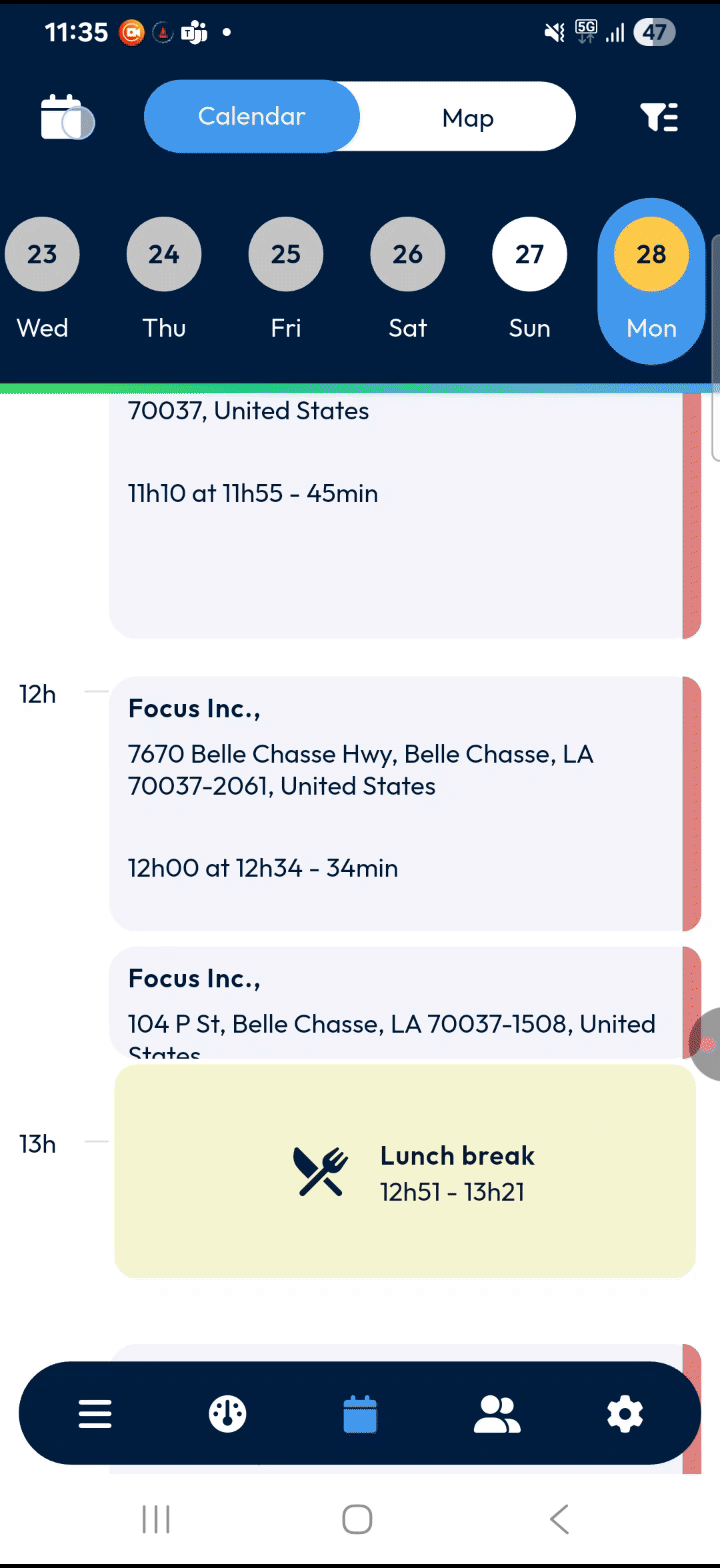 11:35 5G 47
Calendar Map
23 24 25 26 27 28
Wed Thu Fri Sat Sun Mon
70037, United States
11h10 at 11h55 - 45min
12h
Focus Inc.,
7670 Belle Chasse Hwy, Belle Chasse, LA
70037-2061, United States
12h00 at 12h34 - 34min
Focus Inc.,
104 P St, Belle Chasse, LA 70037-1508, United
States
13h
Lunch break
12h51 - 13h21